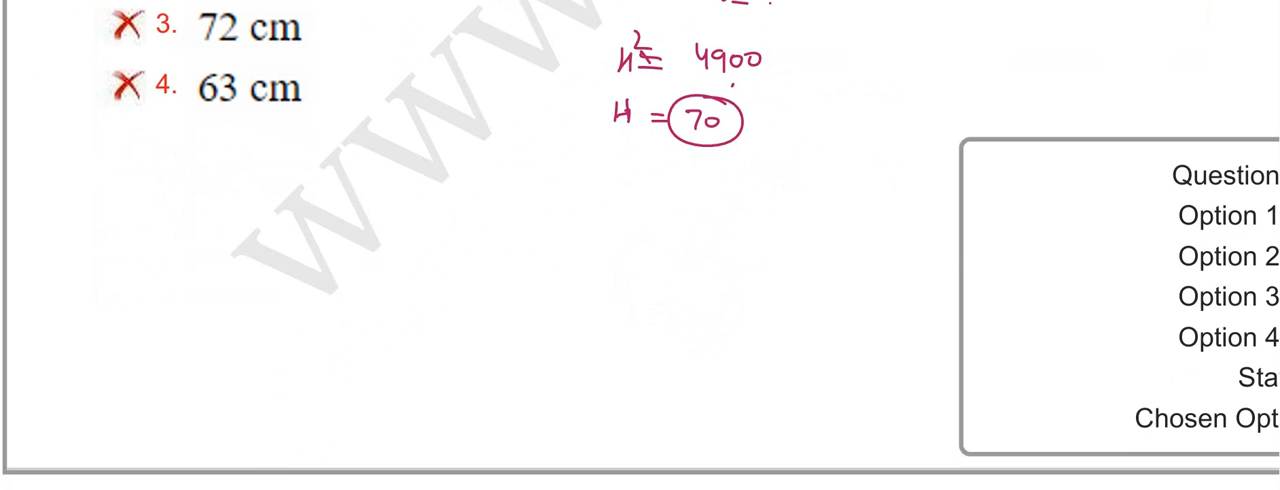 3. 72 cm
4. 63 cm
H² = 4900
H = 70
WWW
Question
Option 1
Option 2
Option 3
Option 4
Sta
Chosen Opt